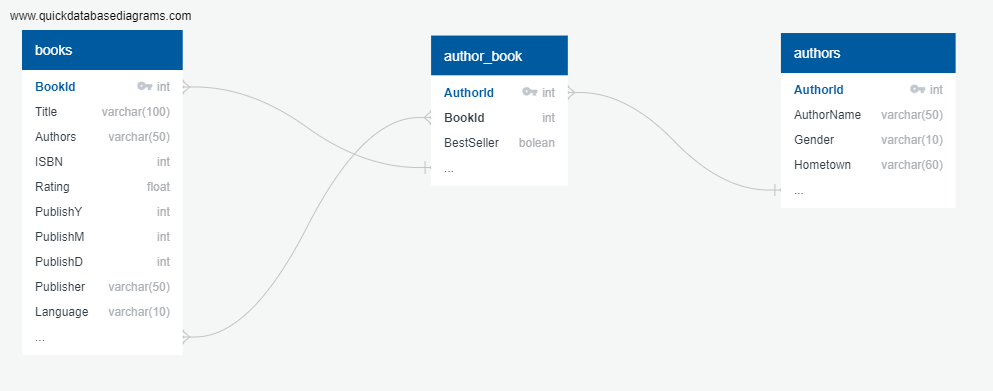 www.quickdatabasediagrams.com
books
BookId int
Title varchar(100)
Authors varchar(50)
ISBN int
Rating float
PublishY int
PublishM int
PublishD int
Publisher varchar(50)
Language varchar(10)
...
author_book
AuthorId int
BookId int
BestSeller bolean
...
authors
AuthorId int
AuthorName varchar(50)
Gender varchar(10)
Hometown varchar(60)
...